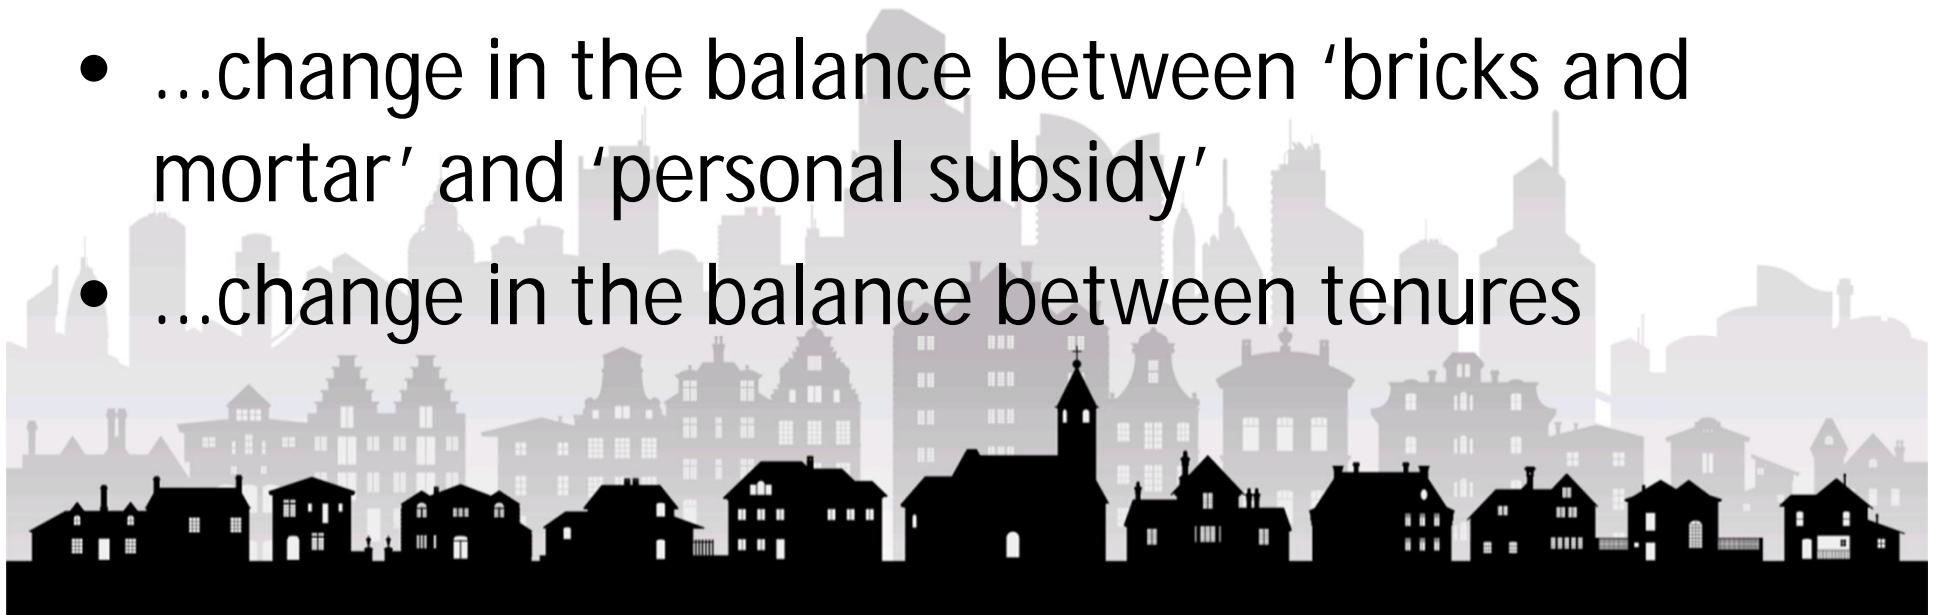 • …change in the balance between ‘bricks and
mortar’ and ‘personal subsidy’
• …change in the balance between tenures